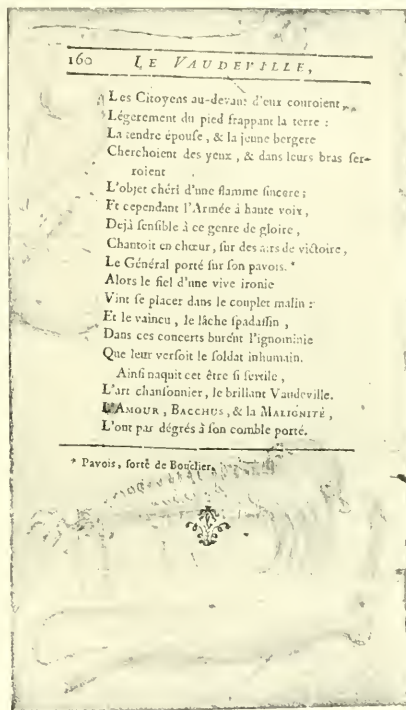 160 LE VAUDEVILLE,
Les Citoyens au-devant d'eux couroient,
Légerement du pied frappant la terre :
La tendre épouse, & la jeune bergere
Cherchoient des yeux, & dans leurs bras ser-
roient
L'objet chéri d'une flamme sincere ;
Et cependant l'Armée à haute voix,
Dejà sensible à ce genre de gloire,
Chantoit en chœur, sur des airs de victoire,
Le Général porté sur son pavois. *
Alors le fiel d'une vive ironie
Vint se placer dans le couplet malin :
Et le vaincu, le lâche spadassin,
Dans ces concerts burent l'ignominie
Que leur versoit le soldat inhumain.
Ainsi naquit cet être si fertile,
L'art chansonnier, le brillant Vaudeville.
L'AMOUR, BACCHUS, & la MALIGNITÉ,
L'ont par dégrés à son comble porté.
* Pavois, sorte de Bouclier.